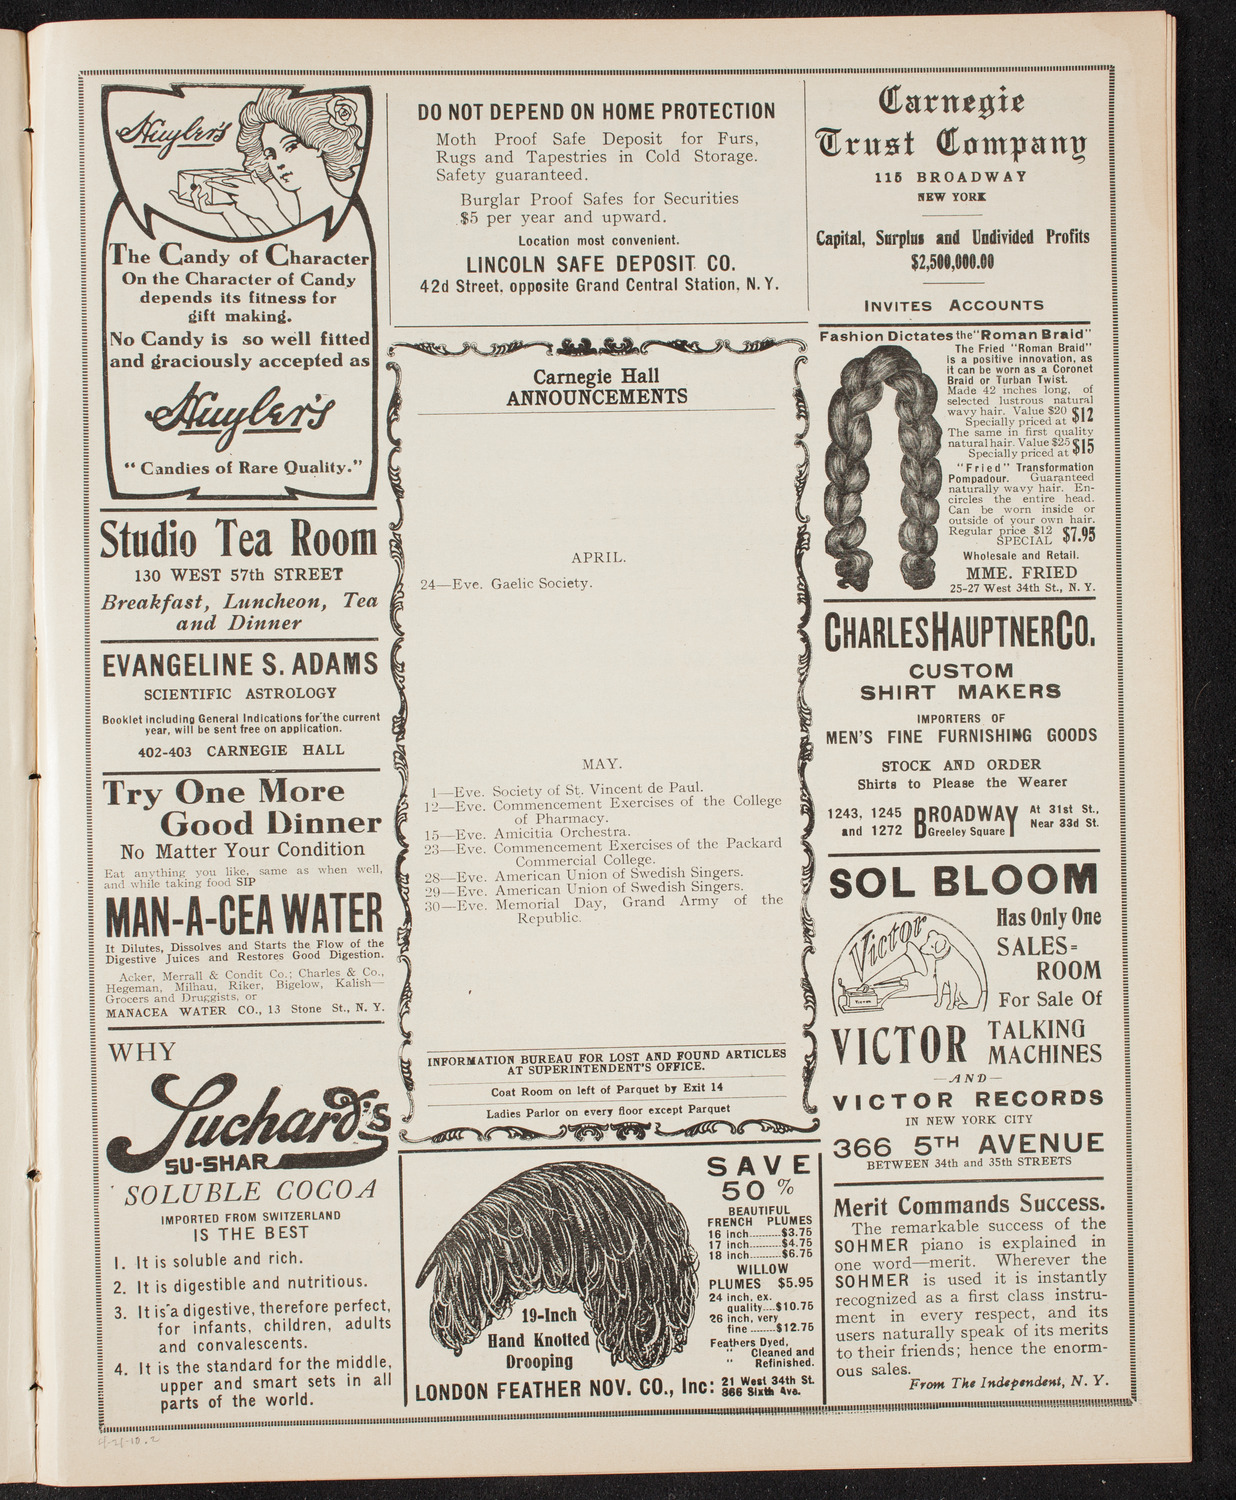 Huyler's
The Candy of Character
On the Character of Candy
depends its fitness for
gift making.
No Candy is so well fitted
and graciously accepted as
Huyler's
"Candies of Rare Quality."
Studio Tea Room
130 WEST 57th STREET
Breakfast, Luncheon, Tea
and Dinner
EVANGELINE S. ADAMS
SCIENTIFIC ASTROLOGY
Booklet including General Indications for the current
year, will be sent free on application.
402-403 CARNEGIE HALL
Try One More
Good Dinner
No Matter Your Condition
Eat anything you like, same as when well,
and while taking food SIP
MAN-A-CEA WATER
It Dilutes, Dissolves and Starts the Flow of the
Digestive Juices and Restores Good Digestion.
Acker, Merrall & Condit Co.; Charles & Co.,
Hegeman, Milhau, Riker, Bigelow, Kalish—
Grocers and Druggists, or
MANACEA WATER CO., 13 Stone St., N. Y.
WHY
Suchard's
SU-SHAR
SOLUBLE COCOA
IMPORTED FROM SWITZERLAND
IS THE BEST
1. It is soluble and rich.
2. It is digestible and nutritious.
3. It is a digestive, therefore perfect,
for infants, children, adults
and convalescents.
4. It is the standard for the middle,
upper and smart sets in all
parts of the world.
DO NOT DEPEND ON HOME PROTECTION
Moth Proof Safe Deposit for Furs,
Rugs and Tapestries in Cold Storage.
Safety guaranteed.
Burglar Proof Safes for Securities
$5 per year and upward.
Location most convenient.
LINCOLN SAFE DEPOSIT CO.
42d Street, opposite Grand Central Station, N. Y.
Carnegie Hall
ANNOUNCEMENTS
APRIL.
24—Eve. Gaelic Society.
MAY.
1—Eve. Society of St. Vincent de Paul.
12—Eve. Commencement Exercises of the College
of Pharmacy.
15—Eve. Amicitia Orchestra.
23—Eve. Commencement Exercises of the Packard
Commercial College.
28—Eve. American Union of Swedish Singers.
29—Eve. American Union of Swedish Singers.
30—Eve. Memorial Day, Grand Army of the
Republic.
INFORMATION BUREAU FOR LOST AND FOUND ARTICLES
AT SUPERINTENDENT'S OFFICE.
Coat Room on left of Parquet by Exit 14
Ladies Parlor on every floor except Parquet
19-Inch
Hand Knotted
Drooping
SAVE
50%
BEAUTIFUL
FRENCH PLUMES
16 inch..........$3.75
17 inch..........$4.75
18 inch..........$6.75
WILLOW
PLUMES $5.95
24 inch, ex.
quality....$10.75
26 inch, very
fine ........$12.75
Feathers Dyed,
" Cleaned and
" Refinished.
LONDON FEATHER NOV. CO., Inc: 21 West 34th St.
366 Sixth Ave.
Carnegie
Trust Company
115 BROADWAY
NEW YORK
Capital, Surplus and Undivided Profits
$2,500,000.00
INVITES ACCOUNTS
Fashion Dictates the "Roman Braid"
The Fried "Roman Braid"
is a positive innovation, as
it can be worn as a Coronet
Braid or Turban Twist.
Made 42 inches long, of
selected lustrous natural
wavy hair. Value $20
Specially priced at $12
The same in first quality
natural hair. Value $25
Specially priced at $15
"Fried" Transformation
Pompadour. Guaranteed
naturally wavy hair. En-
circles the entire head.
Can be worn inside or
outside of your own hair.
Regular price $12
SPECIAL $7.95
Wholesale and Retail.
MME. FRIED
25-27 West 34th St., N. Y.
CHARLES HAUPTNER CO.
CUSTOM
SHIRT MAKERS
IMPORTERS OF
MEN'S FINE FURNISHING GOODS
STOCK AND ORDER
Shirts to Please the Wearer
1243, 1245
and 1272 BROADWAY
Greeley Square
At 31st St.,
Near 33d St.
SOL BLOOM
Victor
Has Only One
SALES-
ROOM
For Sale Of
VICTOR TALKING
MACHINES
—AND—
VICTOR RECORDS
IN NEW YORK CITY
366 5TH AVENUE
BETWEEN 34th and 35th STREETS
Merit Commands Success.
The remarkable success of the
SOHMER piano is explained in
one word—merit. Wherever the
SOHMER is used it is instantly
recognized as a first class instru-
ment in every respect, and its
users naturally speak of its merits
to their friends; hence the enorm-
ous sales.
From The Independent, N. Y.
4-21-10.2